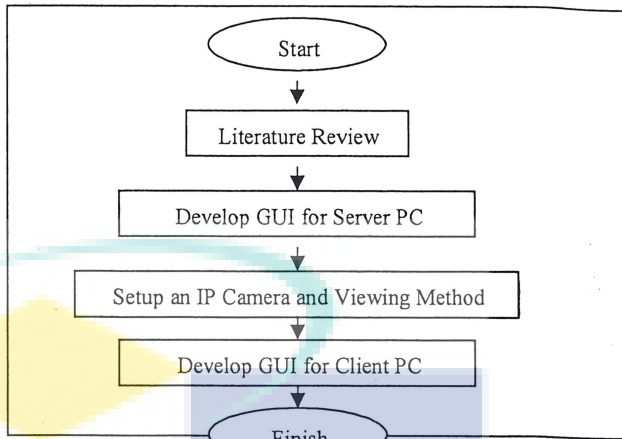 Start
Literature Review
Develop GUI for Server PC
Setup an IP Camera and Viewing Method
Develop GUI for Client PC
Finish